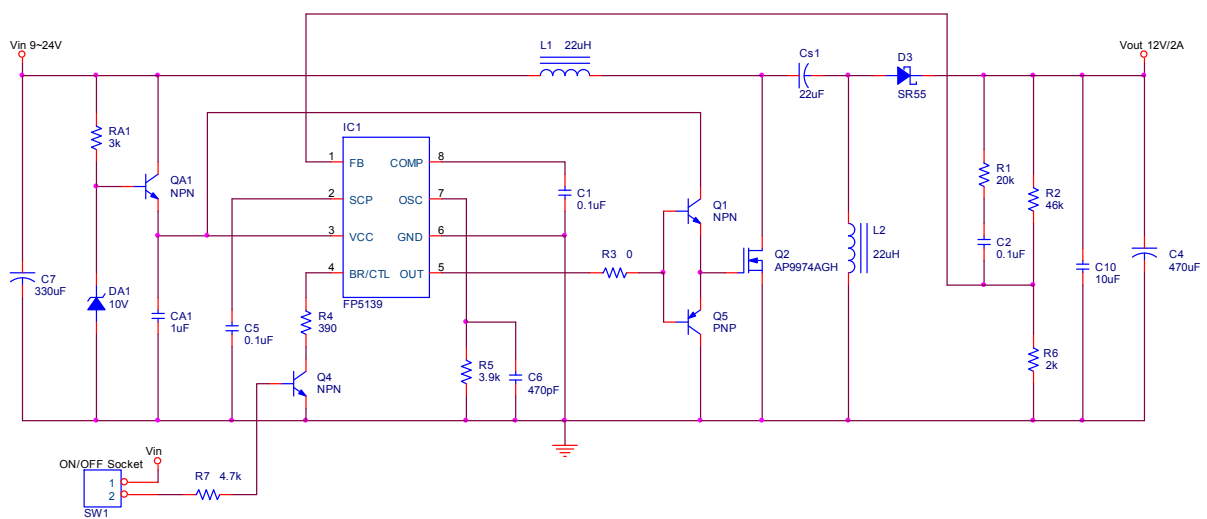 Vin 9~24V
L1 22uH
Cs1
22uF
D3
SR55
Vout 12V/2A
RA1
3k
QA1
NPN
IC1
1 FB COMP 8
2 SCP OSC 7
3 VCC GND 6
4 BR/CTL OUT 5
FP5139
C1
0.1uF
Q1
NPN
R1
20k
R2
46k
R3 0
Q2
AP9974AGH
L2
22uH
C2
0.1uF
C10
10uF
C4
470uF
C7
330uF
DA1
10V
CA1
1uF
C5
0.1uF
R4
390
Q5
PNP
Q4
NPN
R5
3.9k
C6
470pF
R6
2k
Vin
ON/OFF Socket
1
2
SW1
R7 4.7k